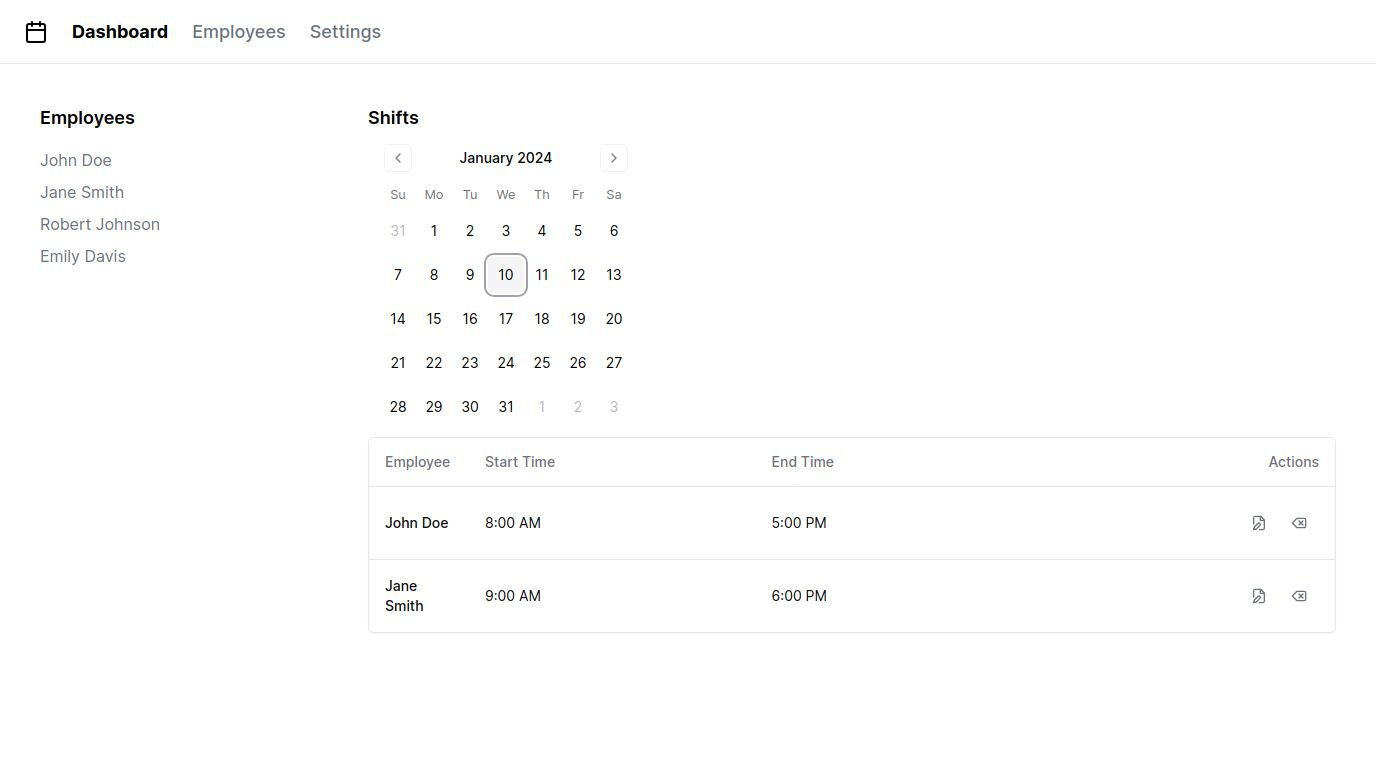 Dashboard Employees Settings
Employees
John Doe
Jane Smith
Robert Johnson
Emily Davis
Shifts
January 2024
Su Mo Tu We Th Fr Sa
31 1 2 3 4 5 6
7 8 9 10 11 12 13
14 15 16 17 18 19 20
21 22 23 24 25 26 27
28 29 30 31 1 2 3
Employee Start Time End Time Actions
John Doe 8:00 AM 5:00 PM
Jane
Smith 9:00 AM 6:00 PM